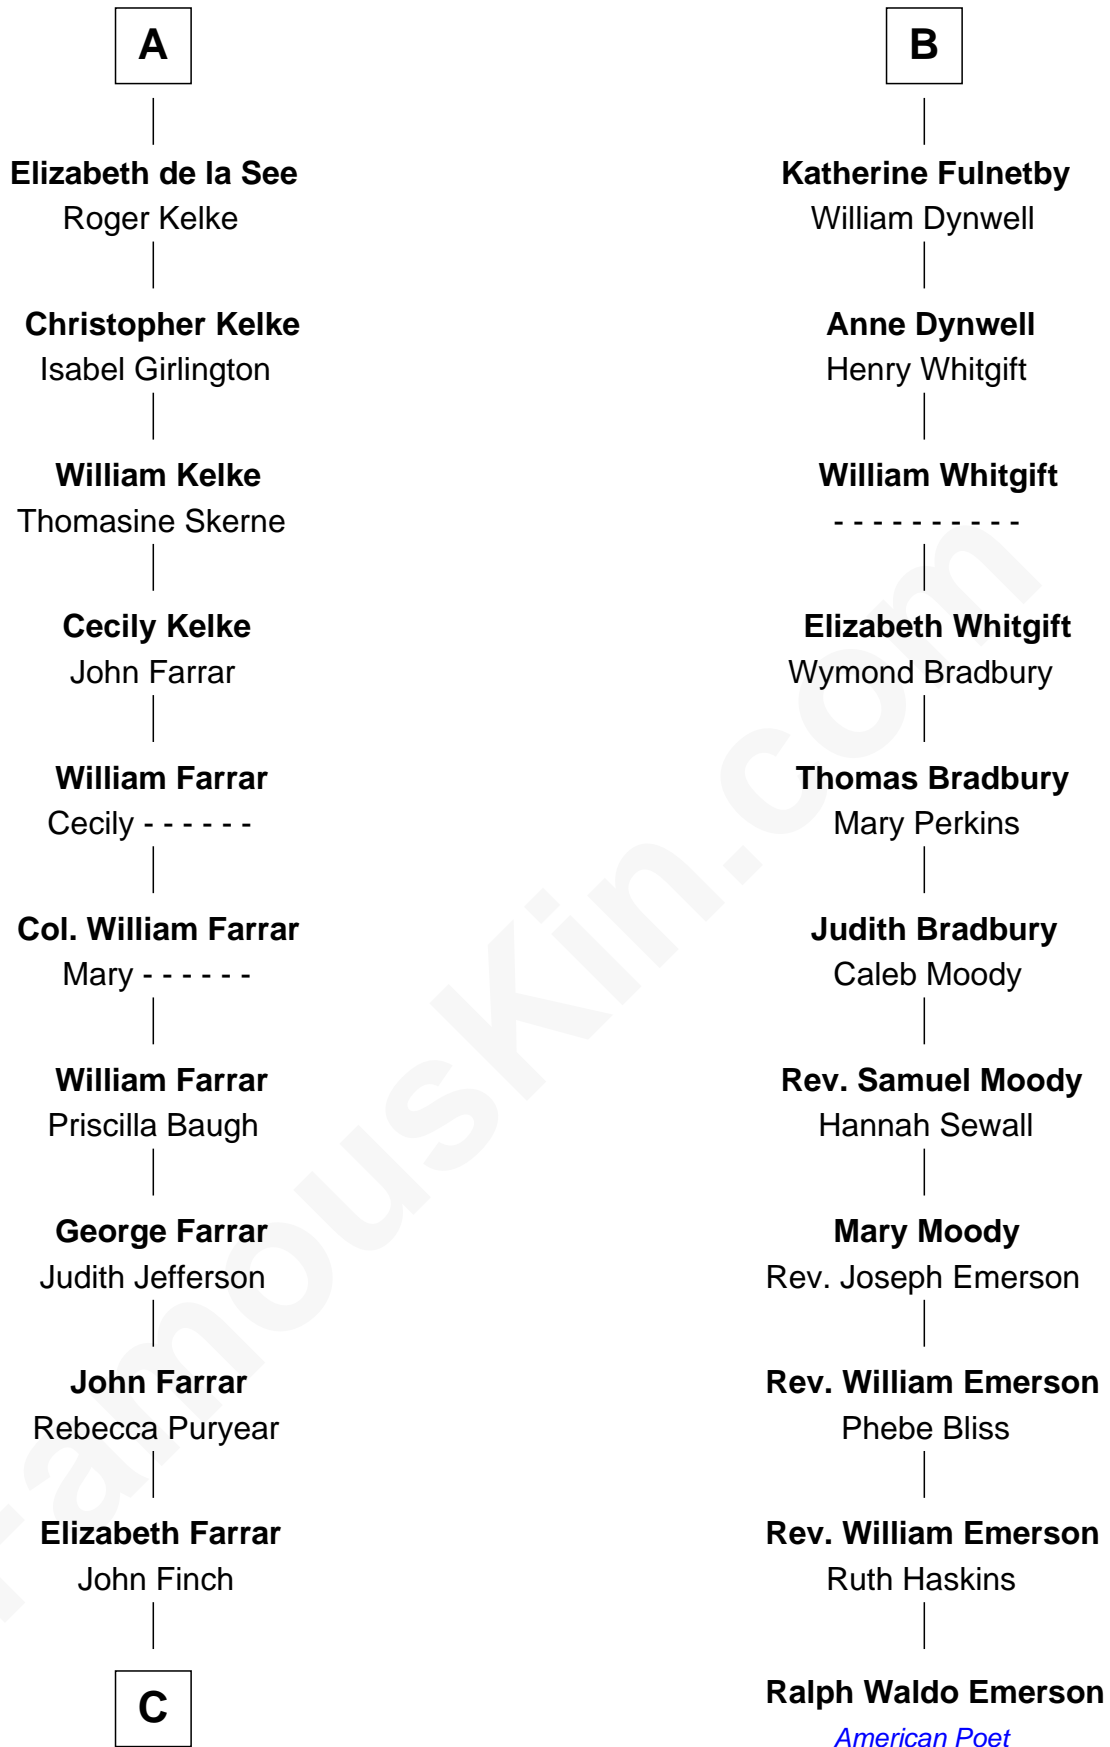 A
Elizabeth de la See
Roger Kelke
Christopher Kelke
Isabel Girlington
William Kelke
Thomasine Skerne
Cecily Kelke
John Farrar
William Farrar
Cecily - - - - - -
Col. William Farrar
Mary - - - - - -
William Farrar
Priscilla Baugh
George Farrar
Judith Jefferson
John Farrar
Rebecca Puryear
Elizabeth Farrar
John Finch
C
B
Katherine Fulnetby
William Dynwell
Anne Dynwell
Henry Whitgift
William Whitgift
- - - - - - - - - -
Elizabeth Whitgift
Wymond Bradbury
Thomas Bradbury
Mary Perkins
Judith Bradbury
Caleb Moody
Rev. Samuel Moody
Hannah Sewall
Mary Moody
Rev. Joseph Emerson
Rev. William Emerson
Phebe Bliss
Rev. William Emerson
Ruth Haskins
Ralph Waldo Emerson
American Poet
FamousKin.com